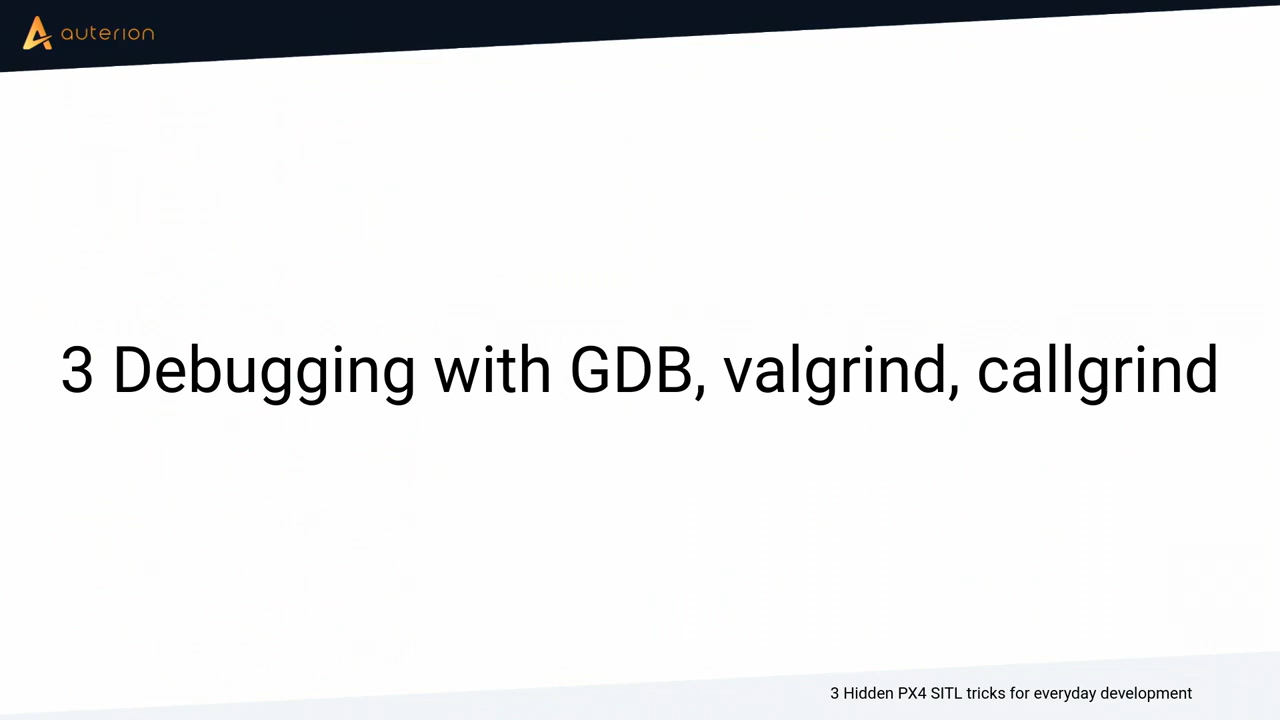 auterion
3 Debugging with GDB, valgrind, callgrind
3 Hidden PX4 SITL tricks for everyday development